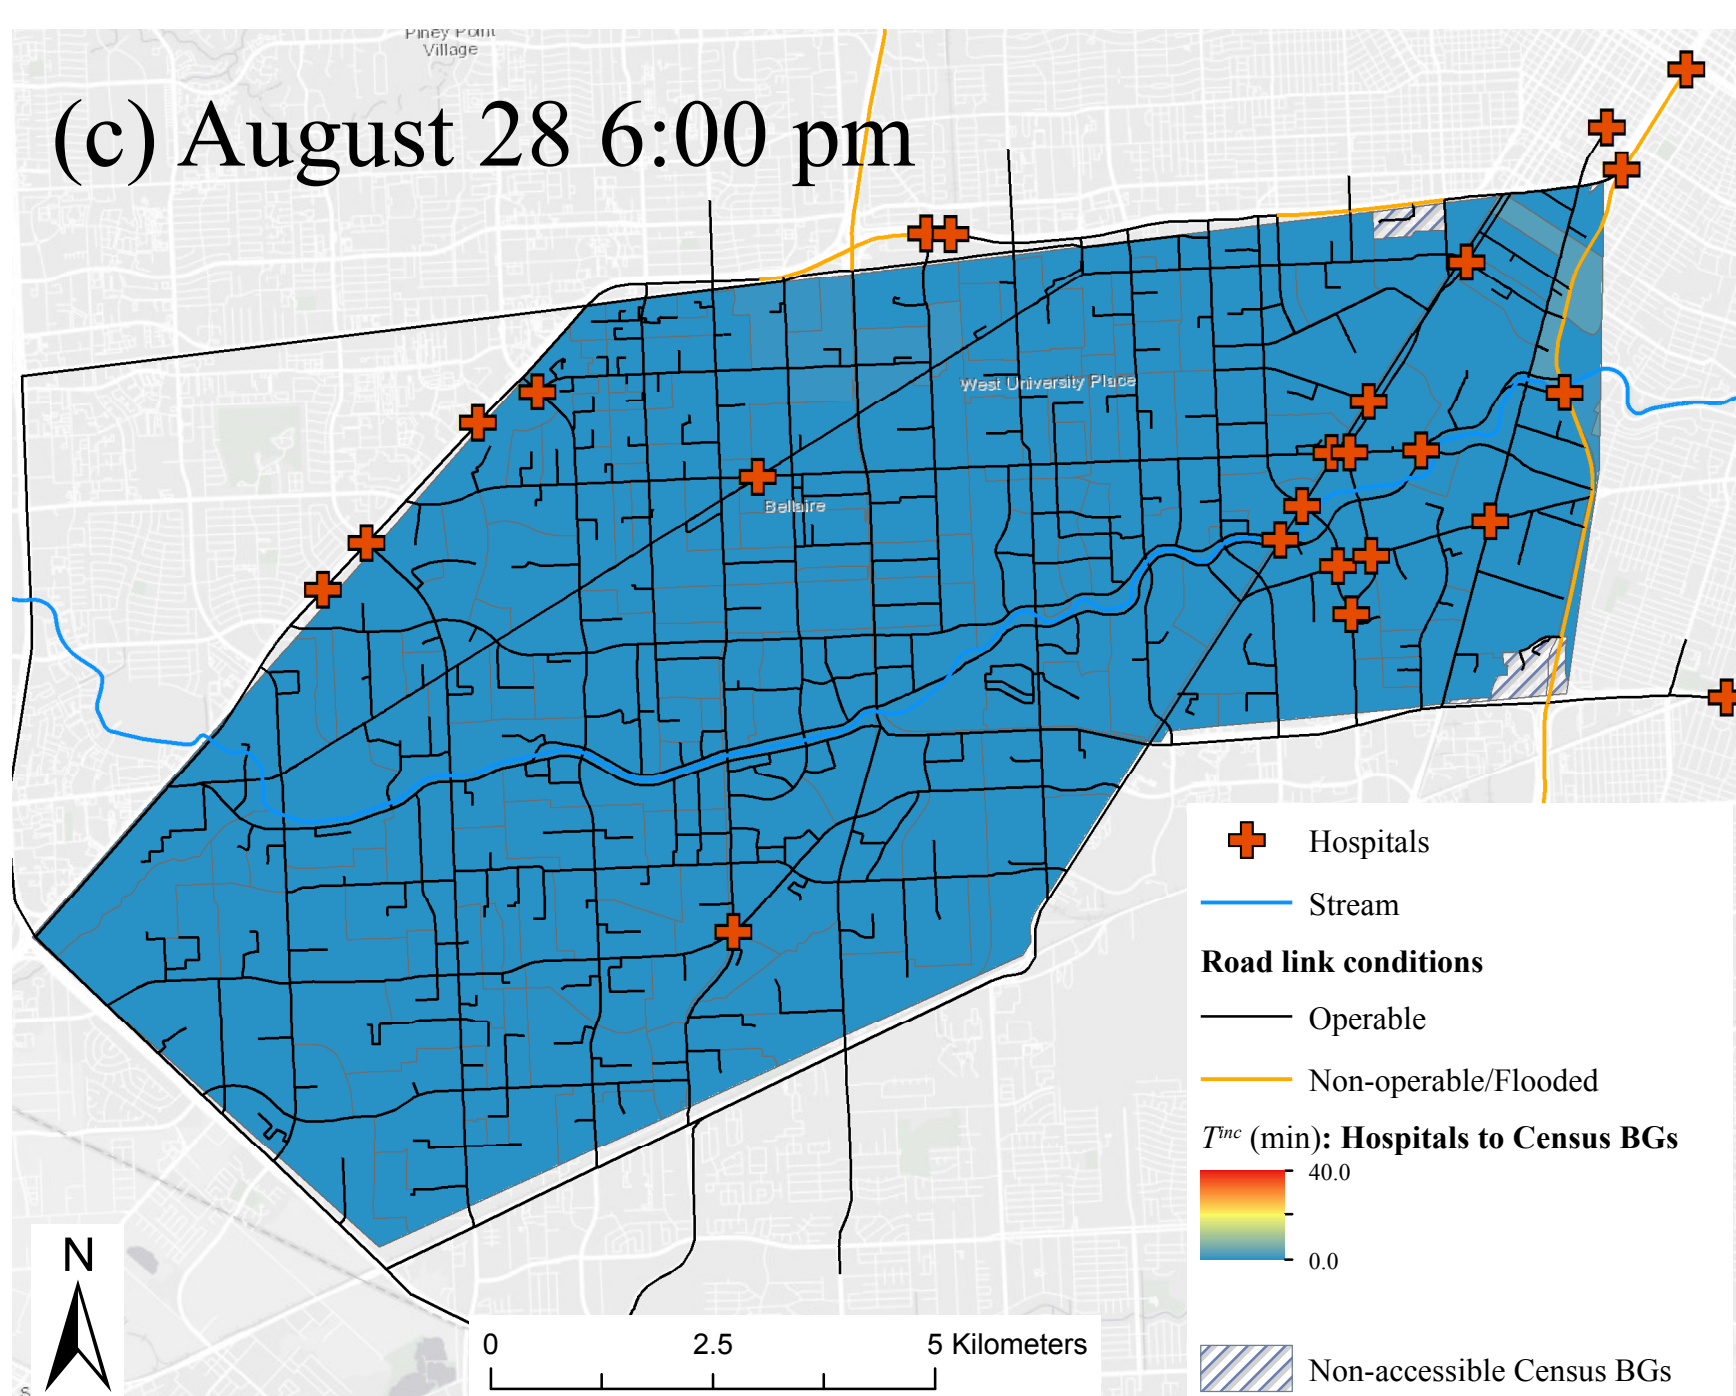 Piney Point
Village
(c) August 28 6:00 pm
West University Place
Bellaire
Hospitals
Stream
Road link conditions
Operable
Non-operable/Flooded
Tinc (min): Hospitals to Census BGs
40.0
0.0
Non-accessible Census BGs
N
0 2.5 5 Kilometers